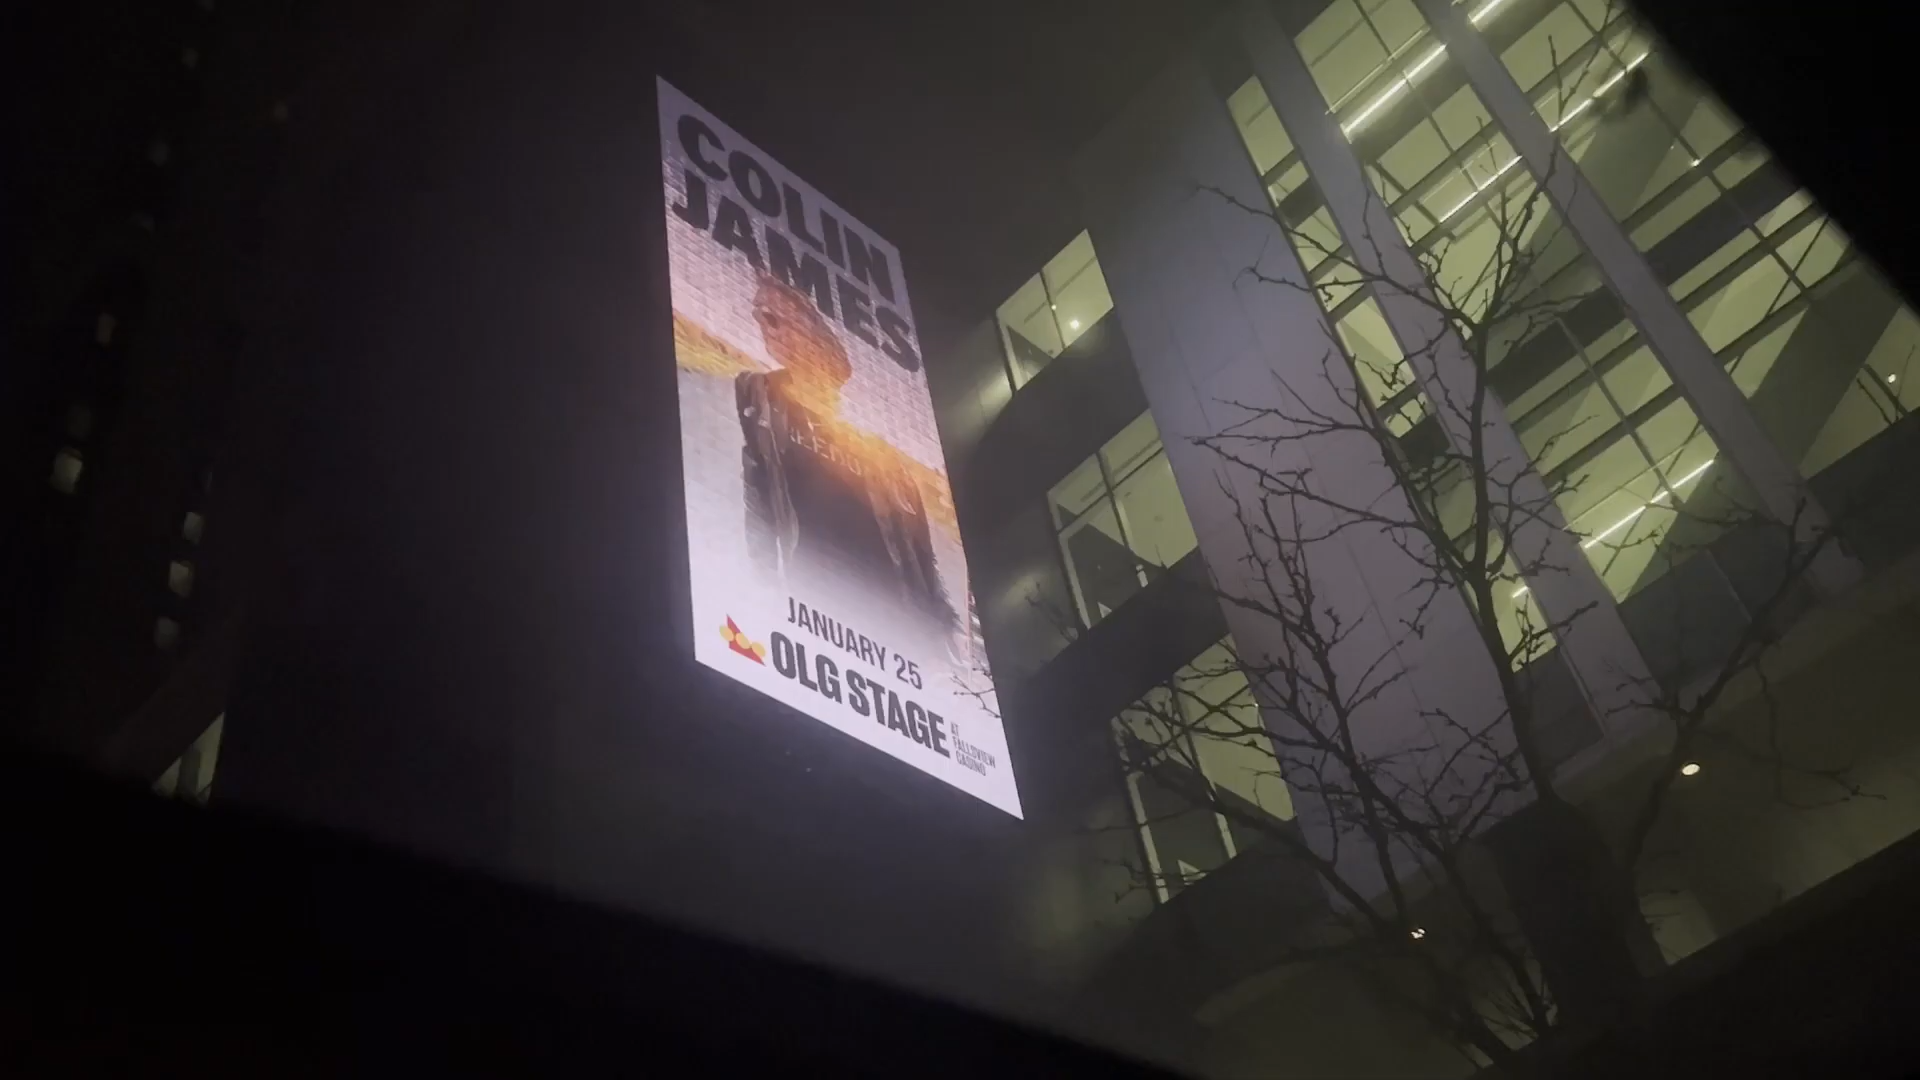 COLIN
JAMES
JANUARY 25
OLG STAGE
AT
FALLSVIEW
CASINO